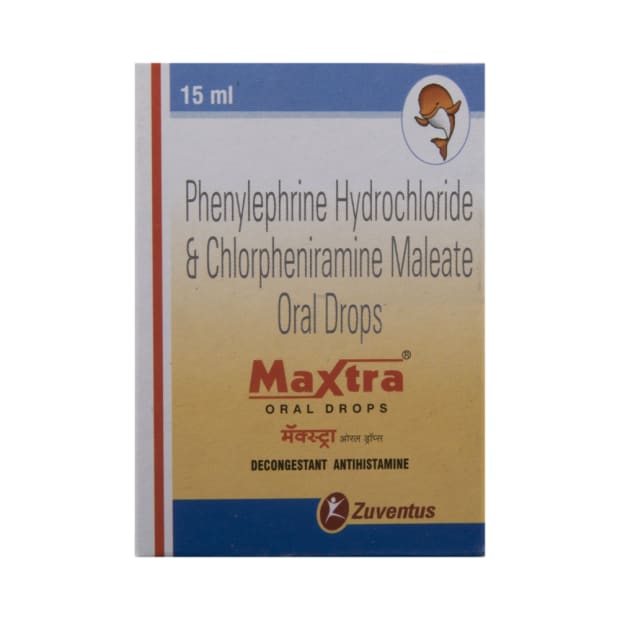 15 ml
Phenylephrine Hydrochloride
& Chlorpheniramine Maleate
Oral Drops
Maxtra®
ORAL DROPS
मॅक्स्ट्रा ओरल ड्रॉप्स
DECONGESTANT ANTIHISTAMINE
Zuventus